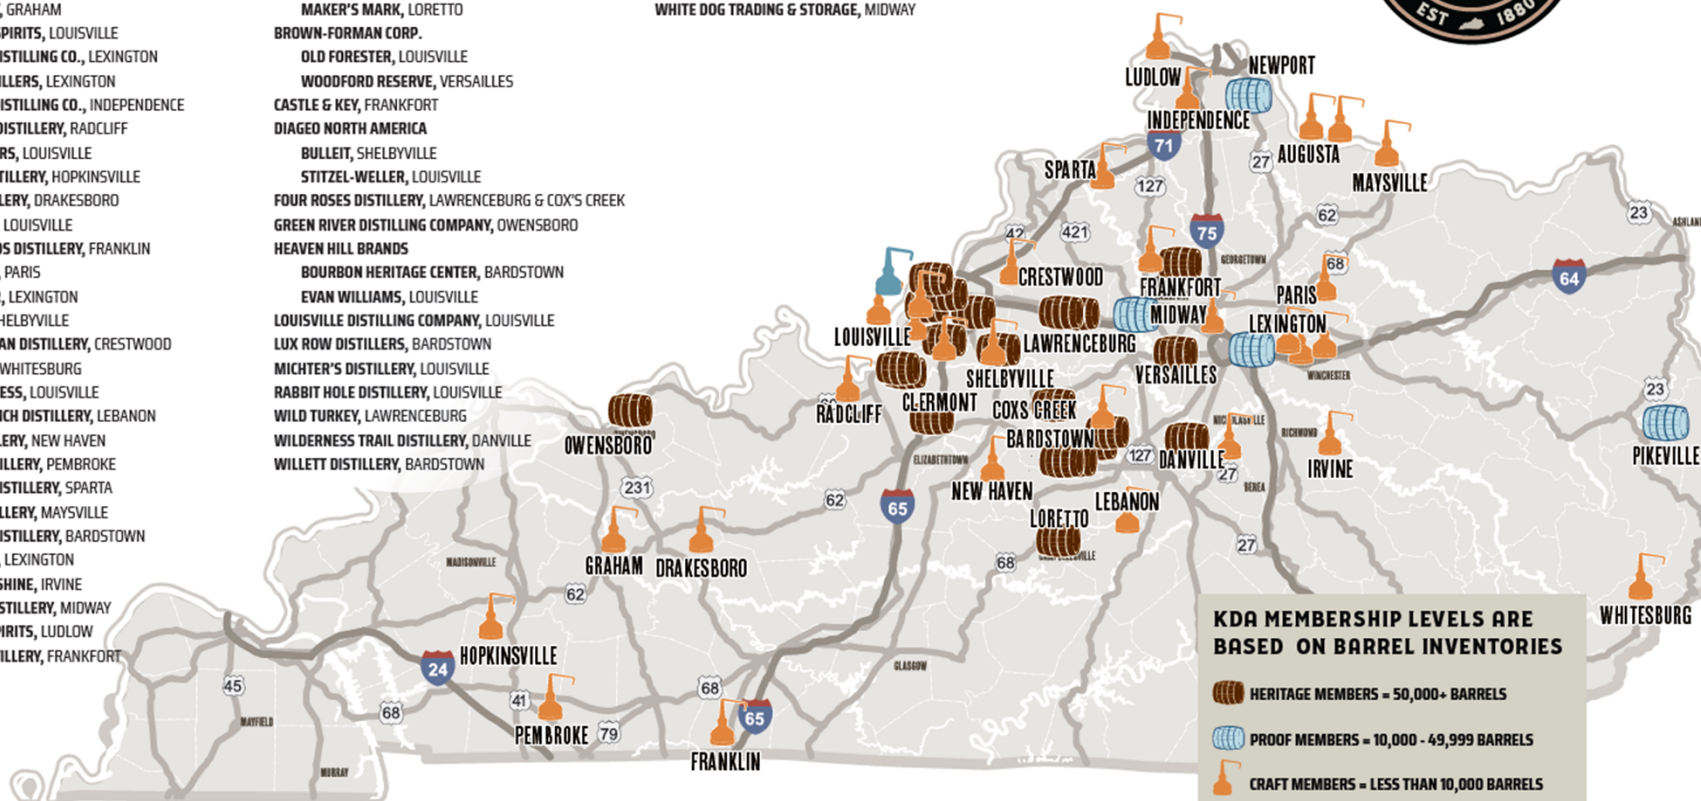 , GRAHAM
SPIRITS, LOUISVILLE
ISTILLING CO., LEXINGTON
ILLERS, LEXINGTON
ISTILLING CO., INDEPENDENCE
DISTILLERY, RADCLIFF
RS, LOUISVILLE
TILLERY, HOPKINSVILLE
LERY, DRAKESBORO
, LOUISVILLE
DS DISTILLERY, FRANKLIN
, PARIS
, LEXINGTON
HELBYVILLE
AN DISTILLERY, CRESTWOOD
WHITESBURG
ESS, LOUISVILLE
ICH DISTILLERY, LEBANON
LERY, NEW HAVEN
ILLERY, PEMBROKE
ISTILLERY, SPARTA
LLERY, MAYSVILLE
ISTILLERY, BARDSTOWN
, LEXINGTON
SHINE, IRVINE
STILLERY, MIDWAY
PIRITS, LUDLOW
TILLERY, FRANKFORT
MAKER'S MARK, LORETTO
BROWN-FORMAN CORP.
OLD FORESTER, LOUISVILLE
WOODFORD RESERVE, VERSAILLES
CASTLE & KEY, FRANKFORT
DIAGEO NORTH AMERICA
BULLEIT, SHELBYVILLE
STITZEL-WELLER, LOUISVILLE
FOUR ROSES DISTILLERY, LAWRENCEBURG & COX'S CREEK
GREEN RIVER DISTILLING COMPANY, OWENSBORO
HEAVEN HILL BRANDS
BOURBON HERITAGE CENTER, BARDSTOWN
EVAN WILLIAMS, LOUISVILLE
LOUISVILLE DISTILLING COMPANY, LOUISVILLE
LUX ROW DISTILLERS, BARDSTOWN
MICHTER'S DISTILLERY, LOUISVILLE
RABBIT HOLE DISTILLERY, LOUISVILLE
WILD TURKEY, LAWRENCEBURG
WILDERNESS TRAIL DISTILLERY, DANVILLE
WILLETT DISTILLERY, BARDSTOWN
WHITE DOG TRADING & STORAGE, MIDWAY
EST 1880
LUDLOW
NEWPORT
INDEPENDENCE
71
27
AUGUSTA
MAYSVILLE
SPARTA
127
62
23
ASHLAN
42
421
75
GEORGETOWN
68
64
CRESTWOOD
FRANKFORT
PARIS
MIDWAY
LEXINGTON
LOUISVILLE
LAWRENCEBURG
VERSAILLES
WINCHESTER
SHELBYVILLE
23
RADCLIFF
CLERMONT
COXS CREEK
BARDSTOWN
127
DANVILLE
27
RICHMOND
IRVINE
PIKEVILLE
OWENSBORO
ELIZABETHTOWN
NEW HAVEN
LEBANON
BEREA
231
62
65
LORETTO
27
68
MADISONVILLE
GRAHAM
DRAKESBORO
62
WHITESBURG
HOPKINSVILLE
24
GLASGOW
45
41
68
68
65
MAYFIELD
PEMBROKE
79
FRANKLIN
MURRAY
KDA MEMBERSHIP LEVELS ARE
BASED ON BARREL INVENTORIES
HERITAGE MEMBERS = 50,000+ BARRELS
PROOF MEMBERS = 10,000 - 49,999 BARRELS
CRAFT MEMBERS = LESS THAN 10,000 BARRELS